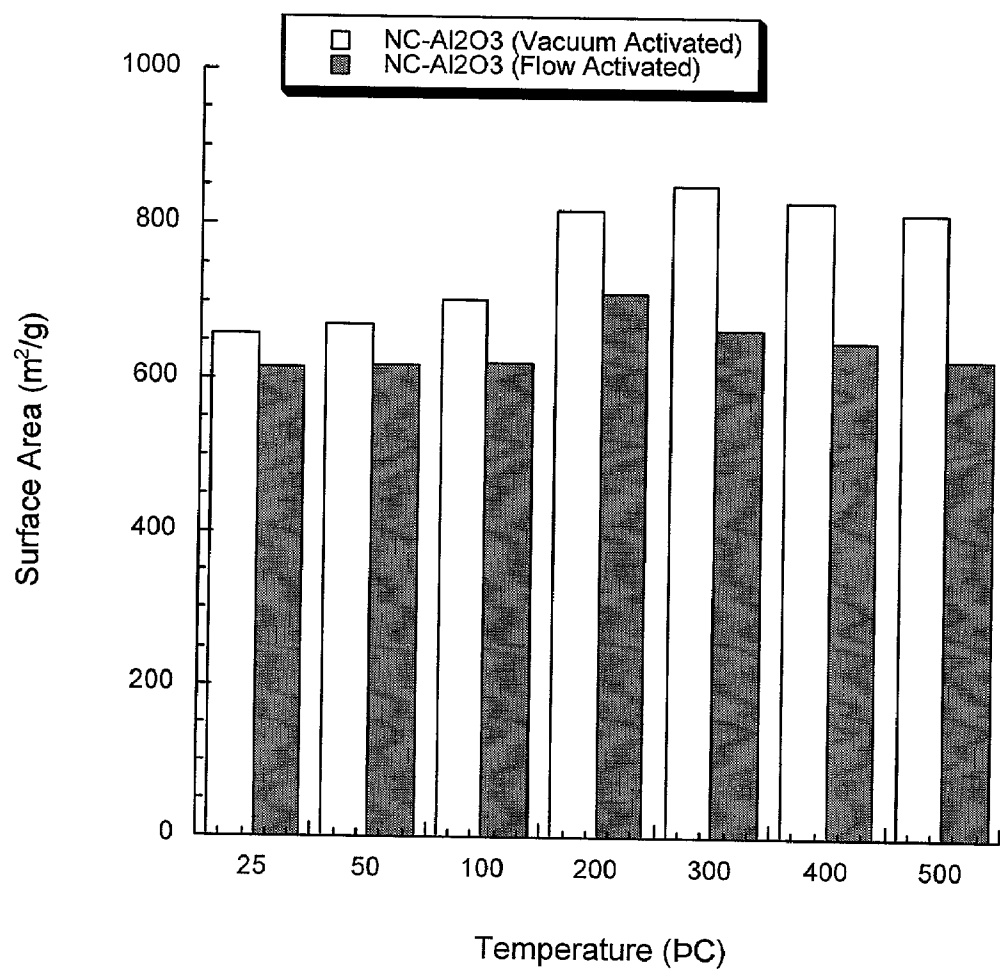 NC-Al2O3 (Vacuum Activated)
NC-Al2O3 (Flow Activated)
1000
800
600
400
200
0
Surface Area (m²/g)
25 50 100 200 300 400 500
Temperature (ÞC)